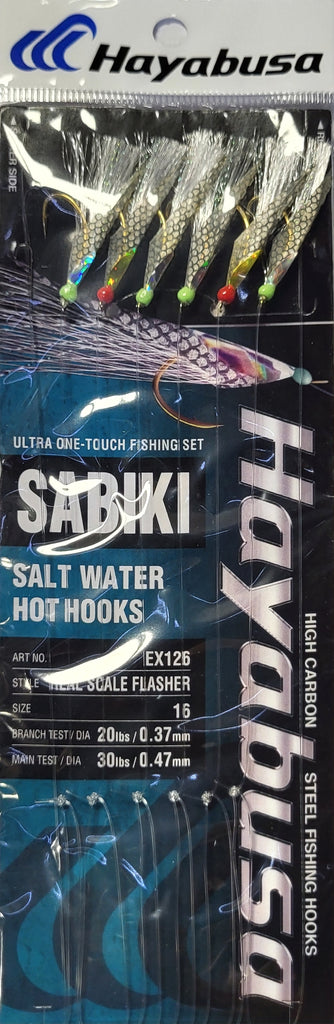 Hayabusa
ER SIDE
ULTRA ONE-TOUCH FISHING SET
SABIKI
SALT WATER
HOT HOOKS
ART NO. EX126
STYLE REAL SCALE FLASHER
SIZE 16
BRANCH TEST / DIA 20lbs / 0.37mm
MAIN TEST / DIA 30lbs / 0.47mm
Hayabusa
HIGH CARBON STEEL FISHING HOOKS